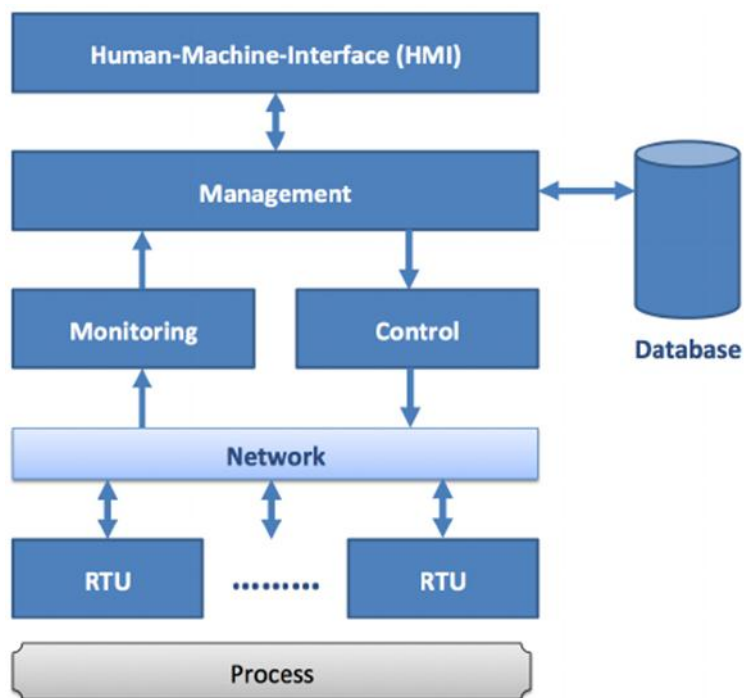 Human-Machine-Interface (HMI)
Management
Monitoring
Control
Database
Network
RTU
.........
RTU
Process